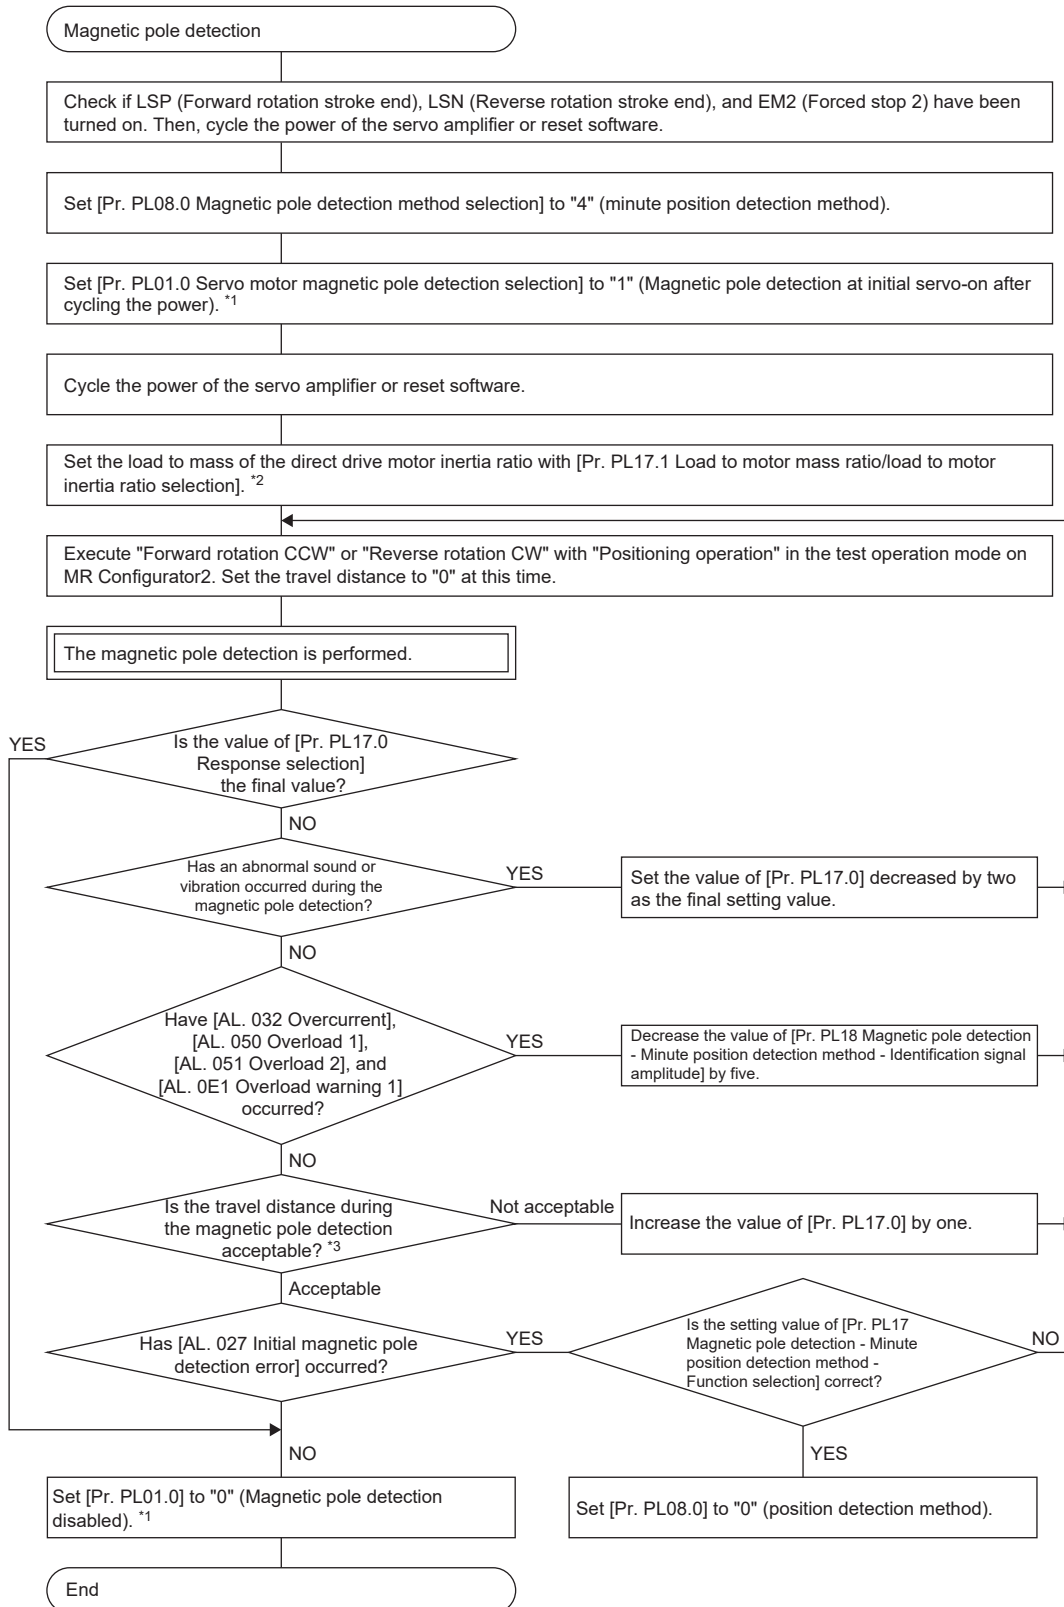 Magnetic pole detection
Check if LSP (Forward rotation stroke end), LSN (Reverse rotation stroke end), and EM2 (Forced stop 2) have been
turned on. Then, cycle the power of the servo amplifier or reset software.
Set [Pr. PL08.0 Magnetic pole detection method selection] to "4" (minute position detection method).
Set [Pr. PL01.0 Servo motor magnetic pole detection selection] to "1" (Magnetic pole detection at initial servo-on after
cycling the power). *1
Cycle the power of the servo amplifier or reset software.
Set the load to mass of the direct drive motor inertia ratio with [Pr. PL17.1 Load to motor mass ratio/load to motor
inertia ratio selection]. *2
Execute "Forward rotation CCW" or "Reverse rotation CW" with "Positioning operation" in the test operation mode on
MR Configurator2. Set the travel distance to "0" at this time.
The magnetic pole detection is performed.
YES
Is the value of [Pr. PL17.0
Response selection]
the final value?
NO
Has an abnormal sound or
vibration occurred during the
magnetic pole detection?
YES
Set the value of [Pr. PL17.0] decreased by two
as the final setting value.
NO
Have [AL. 032 Overcurrent],
[AL. 050 Overload 1],
[AL. 051 Overload 2], and
[AL. 0E1 Overload warning 1]
occurred?
YES
Decrease the value of [Pr. PL18 Magnetic pole detection
- Minute position detection method - Identification signal
amplitude] by five.
NO
Is the travel distance during
the magnetic pole detection
acceptable? *3
Not acceptable
Increase the value of [Pr. PL17.0] by one.
Acceptable
Has [AL. 027 Initial magnetic pole
detection error] occurred?
YES
Is the setting value of [Pr. PL17
Magnetic pole detection - Minute
position detection method -
Function selection] correct?
NO
NO
YES
Set [Pr. PL01.0] to "0" (Magnetic pole detection
disabled). *1
Set [Pr. PL08.0] to "0" (position detection method).
End